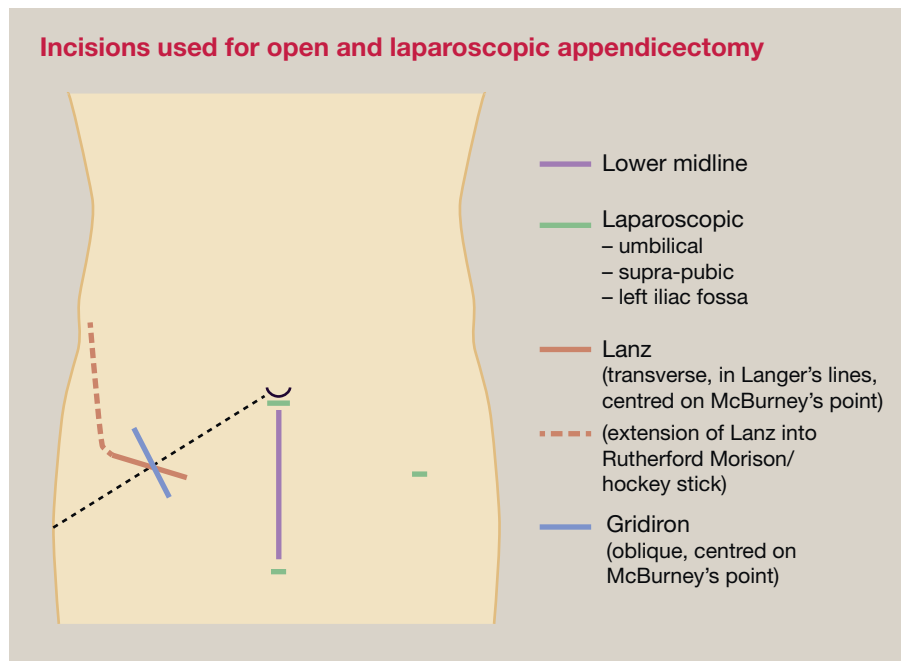 Incisions used for open and laparoscopic appendicectomy
Lower midline
Laparoscopic
– umbilical
– supra-pubic
– left iliac fossa
Lanz
(transverse, in Langer’s lines,
centred on McBurney’s point)
(extension of Lanz into
Rutherford Morison/
hockey stick)
Gridiron
(oblique, centred on
McBurney’s point)